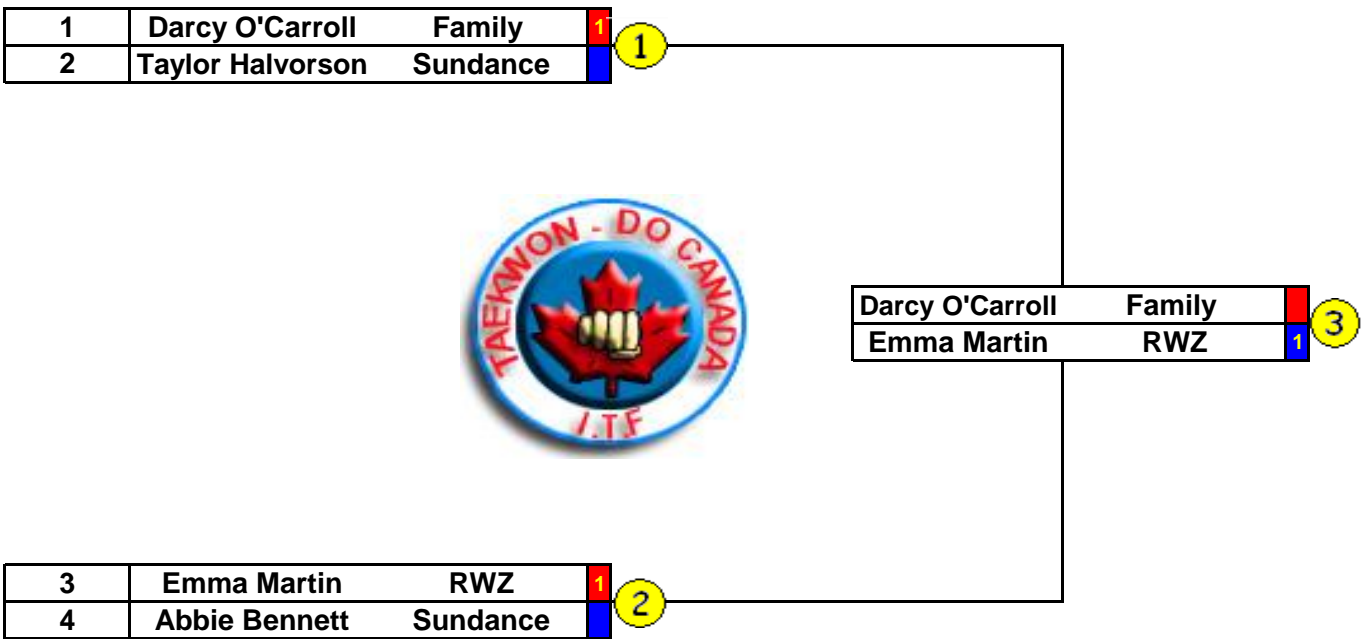 1 Darcy O'Carroll Family 1
1
2 Taylor Halvorson Sundance
TAEKWON - DO CANADA
I.T.F
Darcy O'Carroll Family
3
Emma Martin RWZ 1
3 Emma Martin RWZ 1
2
4 Abbie Bennett Sundance